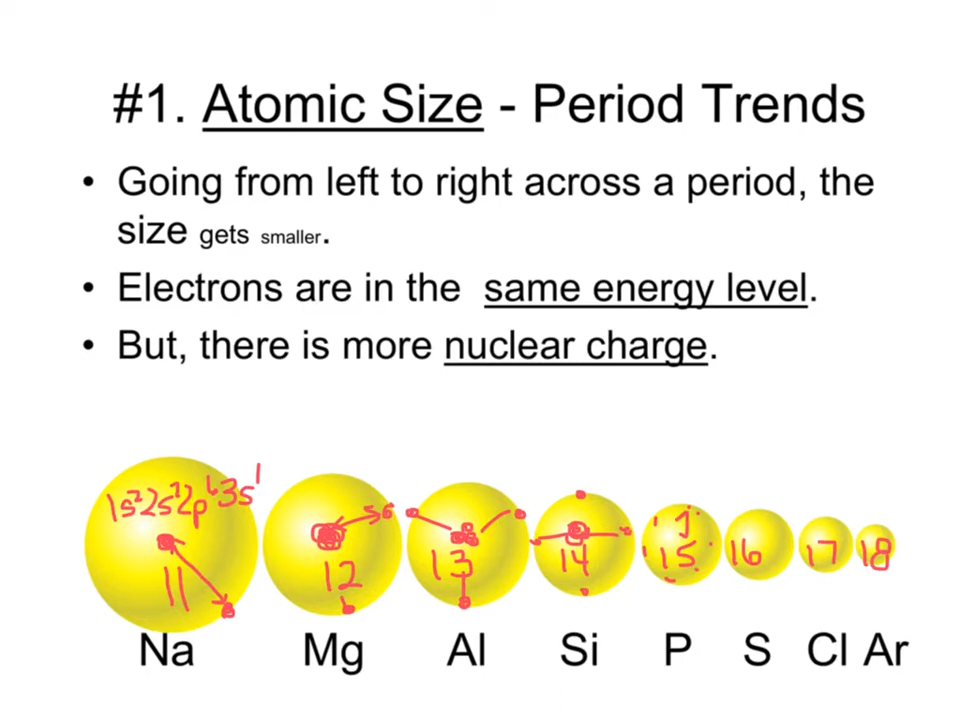 #1. Atomic Size - Period Trends
• Going from left to right across a period, the
size gets smaller.
• Electrons are in the same energy level.
• But, there is more nuclear charge.
1s²2s²2p⁶3s¹
11 12 13 14 15 16 17 18
Na Mg Al Si P S Cl Ar